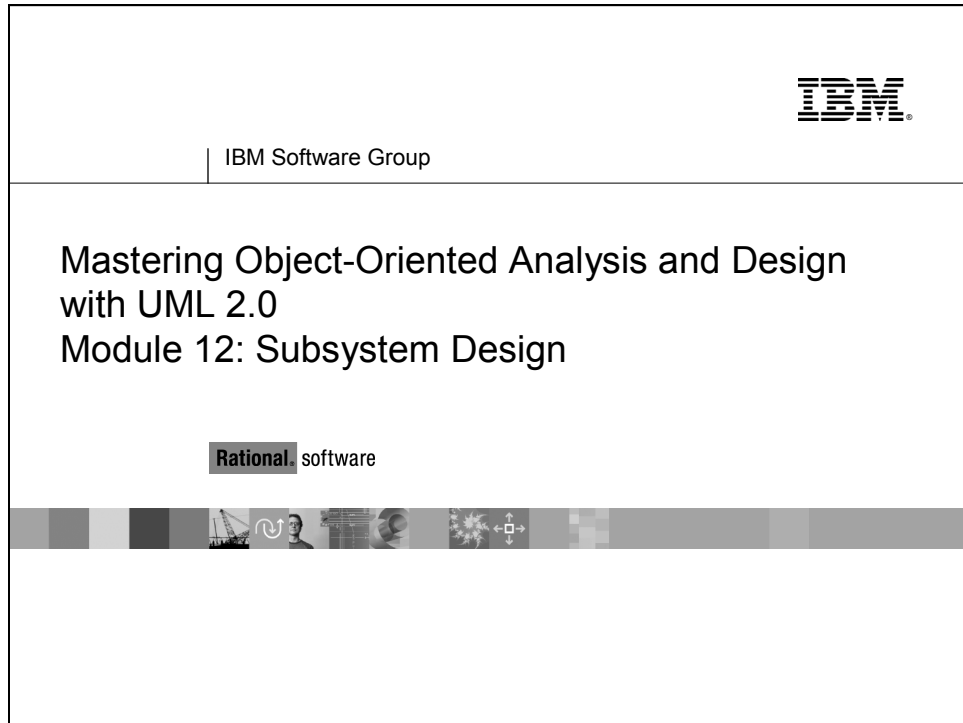 IBM®
IBM Software Group
Mastering Object-Oriented Analysis and Design
with UML 2.0
Module 12: Subsystem Design
Rational® software